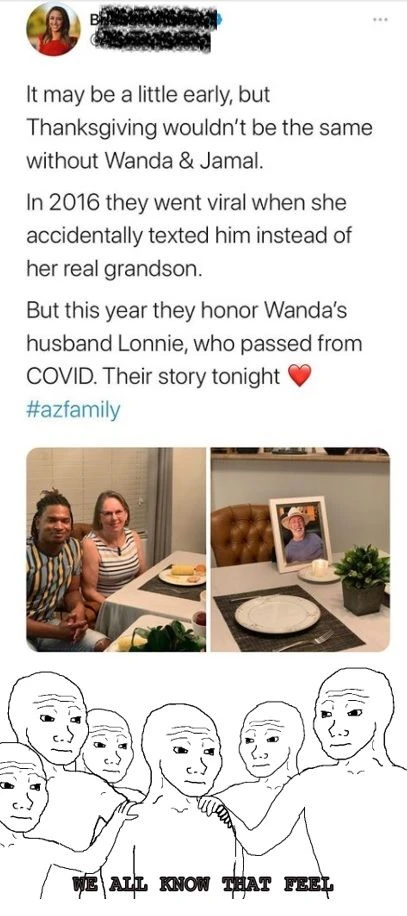 It may be a little early, but
Thanksgiving wouldn't be the same
without Wanda & Jamal.
In 2016 they went viral when she
accidentally texted him instead of
her real grandson.
But this year they honor Wanda's
husband Lonnie, who passed from
COVID. Their story tonight ❤️
#azfamily
WE ALL KNOW THAT FEEL